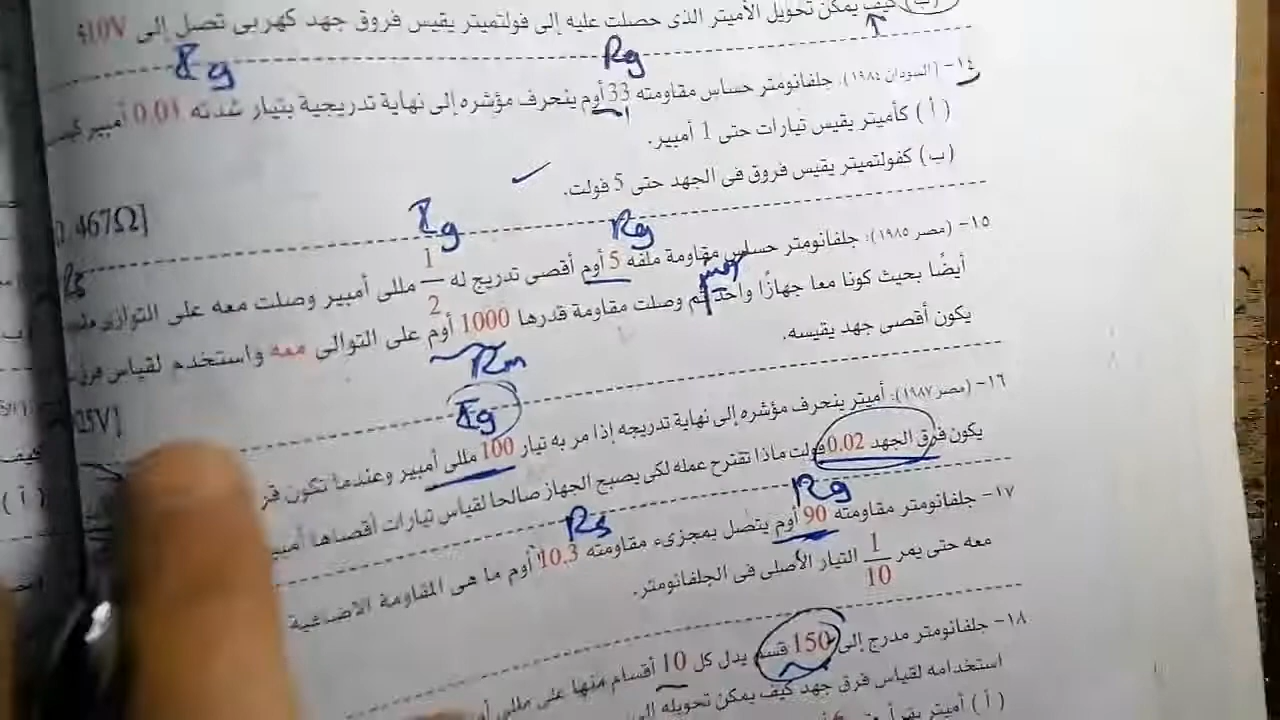 (ب) كيف يمكن تحويل الأميتر الذى حصلت عليه إلى فولتميتر يقيس فروق جهد كهربى تصل إلى 10V؟
Ig Rg
١٤- (السودان ١٩٨٤): جلفانومتر حساس مقاومته 33 أوم ينحرف مؤشره إلى نهاية تدريجية بتيار شدته 0.01 أمبير
( أ ) كأميتر يقيس تيارات حتى 1 أمبير.
(ب) كفولتميتر يقيس فروق فى الجهد حتى 5 فولت.
467Ω]
Ig Rg
١٥- (مصر ١٩٨٥): جلفانومتر حساس مقاومة ملفه 5 أوم أقصى تدريج له 1/2 مللى أمبير وصلت معه على التوازى
Rs
أيضًا بحيث كونا معا جهازًا واحد ثم وصلت مقاومة قدرها 1000 أوم على التوالى معه واستخدم لقياس فرق
Rm
يكون أقصى جهد يقيسه.
25V]
Ig
١٦- (مصر ١٩٨٧): أميتر ينحرف مؤشره إلى نهاية تدريجه إذا مر به تيار 100 مللى أمبير وعندما تكون
يكون فرق الجهد 0.02 فولت ماذا تقترح عمله لكى يصبح الجهاز صالحا لقياس تيارات أقصاها
Rg
Rs
١٧- جلفانومتر مقاومته 90 أوم يتصل بمجزىء مقاومته 10.3 أوم ما هى المقاومة الاضافية
معه حتى يمر 1/10 التيار الأصلى فى الجلفانومتر.
١٨- جلفانومتر مدرج إلى 150 قسم يدل كل 10 أقسام منها على مللى
استخدامه لقياس فرق جهد كيف يمكن تحويله إلى
( أ ) أميتر يقرأ